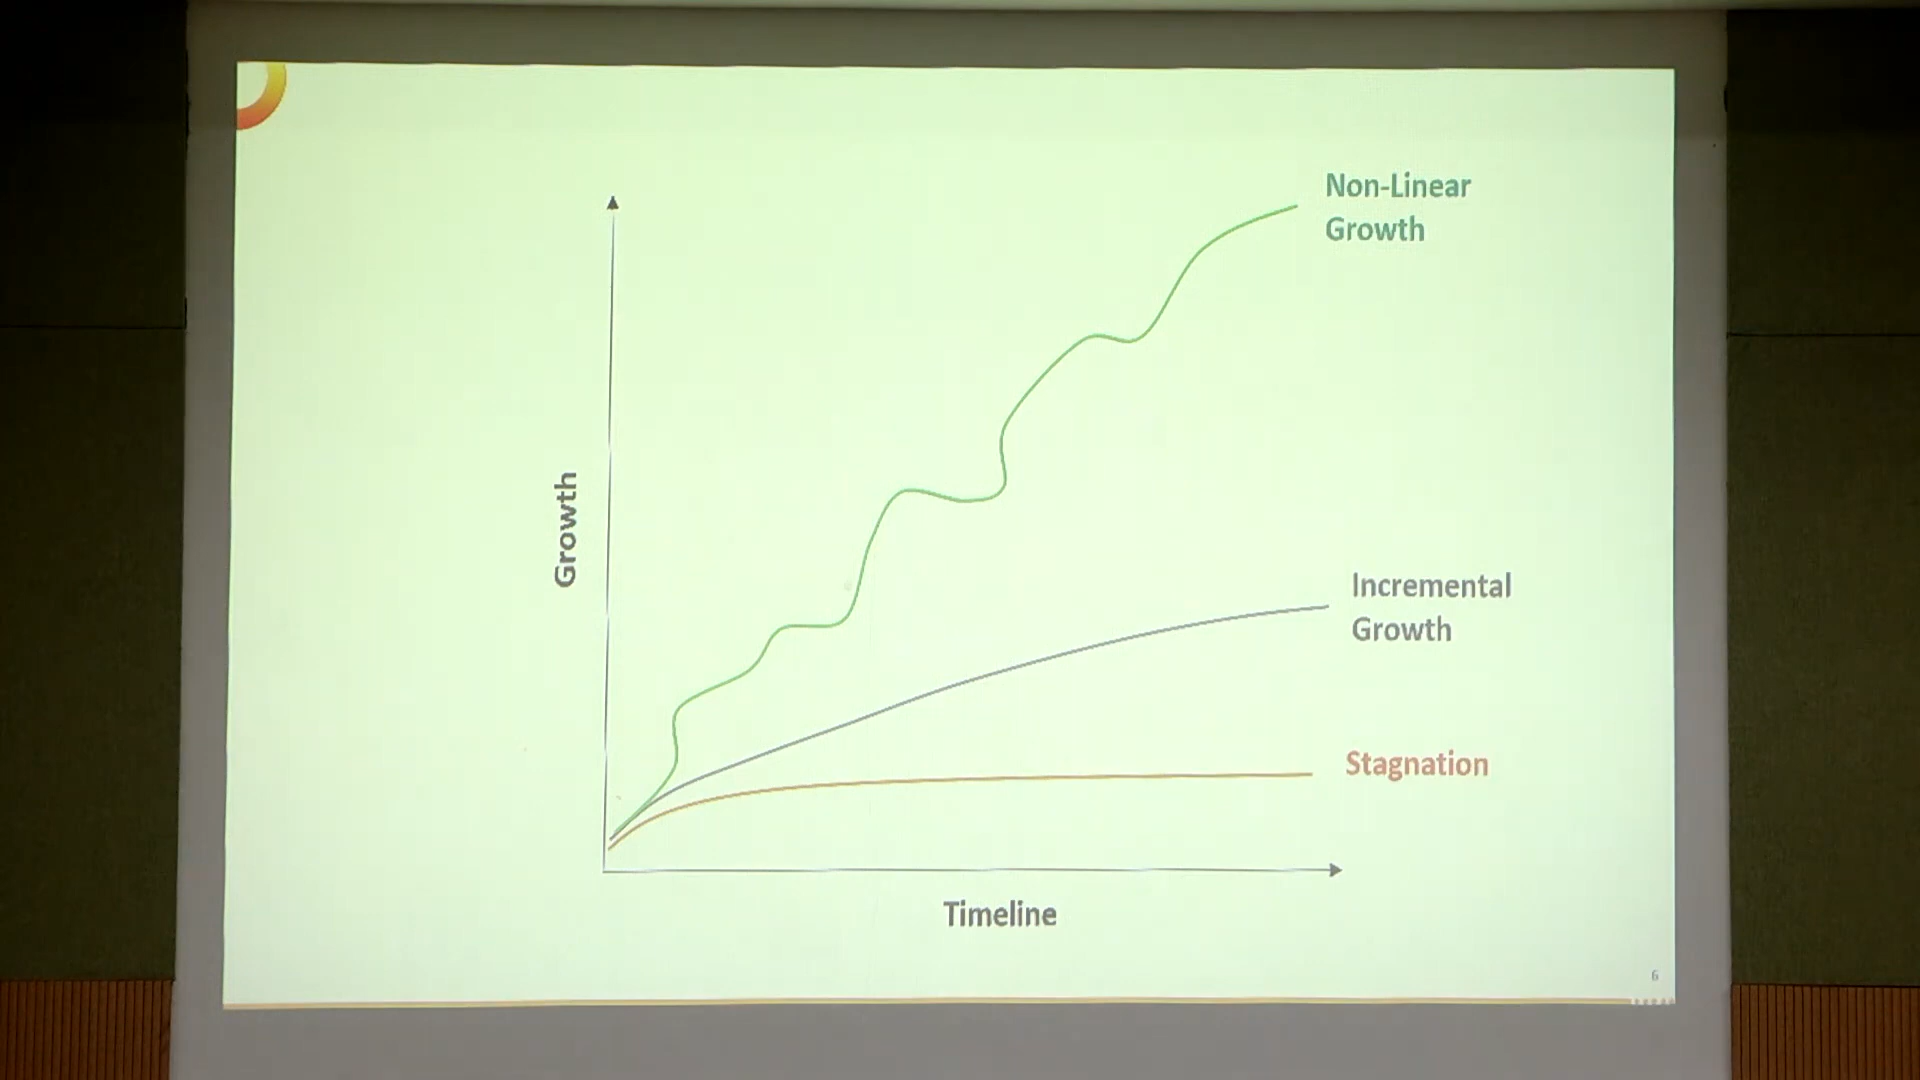 Non-Linear
Growth
Growth
Incremental
Growth
Stagnation
Timeline
6